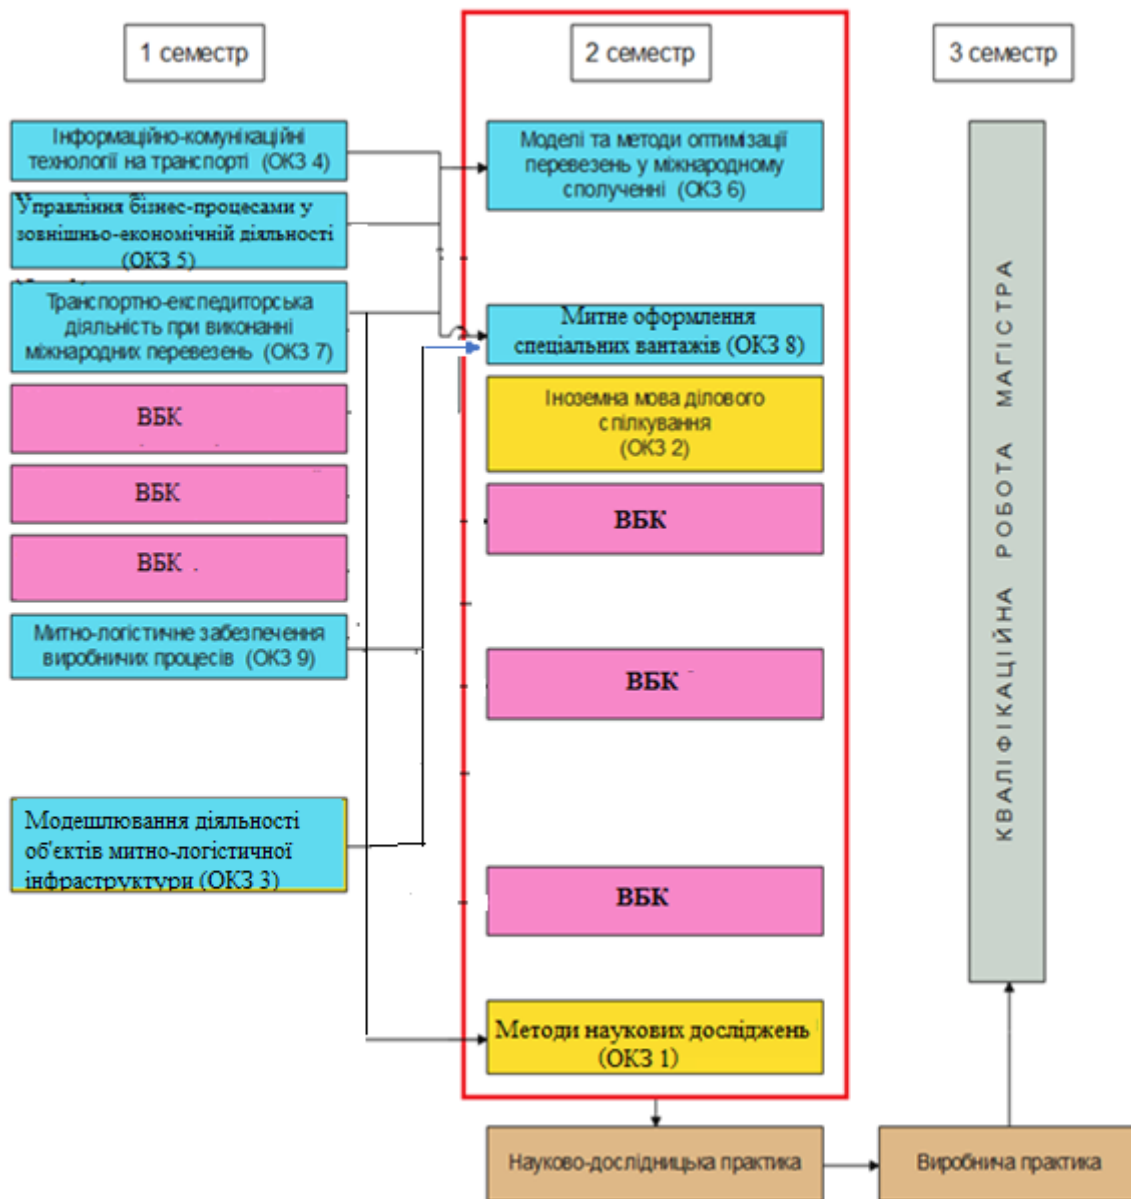 1 семестр
2 семестр
3 семестр
Інформаційно-комунікаційні
технології на транспорті (ОКЗ 4)
Управління бізнес-процесами у
зовнішньо-економічній діяльності
(ОКЗ 5)
Транспортно-експедиторська
діяльність при виконанні
міжнародних перевезень (ОКЗ 7)
ВБК
ВБК
ВБК .
Митно-логістичне забезпечення
виробничих процесів (ОКЗ 9)
Модешлювання діяльності
об'єктів митно-логістичної
інфраструктури (ОКЗ 3)
Моделі та методи оптимізації
перевезень у міжнародному
сполученні (ОКЗ 6)
Митне оформлення
спеціальних вантажів (ОКЗ 8)
Іноземна мова ділового
спілкування
(ОКЗ 2)
ВБК
ВБК
ВБК
Методи наукових досліджень
(ОКЗ 1)
КВАЛІФІКАЦІЙНА РОБОТА МАГІСТРА
Науково-дослідницька практика
Виробнича практика